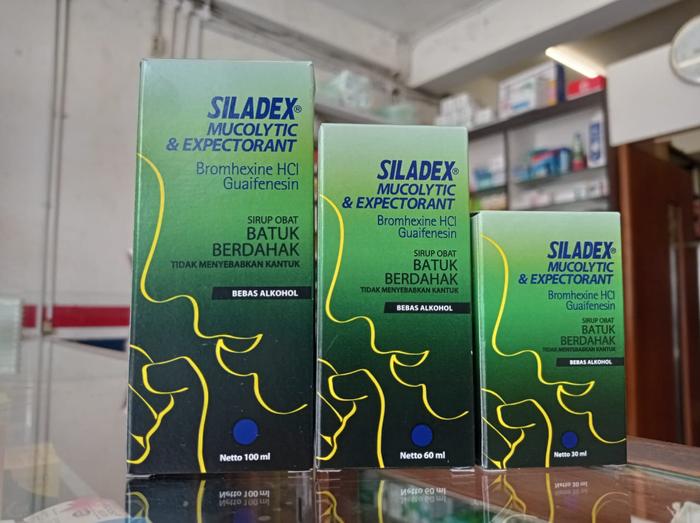 SILADEX®
MUCOLYTIC
& EXPECTORANT
Bromhexine HCl
Guaifenesin
SIRUP OBAT
BATUK
BERDAHAK
TIDAK MENYEBABKAN KANTUK
BEBAS ALKOHOL
Netto 100 ml
SILADEX®
MUCOLYTIC
& EXPECTORANT
Bromhexine HCl
Guaifenesin
SIRUP OBAT
BATUK
BERDAHAK
TIDAK MENYEBABKAN KANTUK
BEBAS ALKOHOL
Netto 60 ml
SILADEX®
MUCOLYTIC
& EXPECTORANT
Bromhexine HCl
Guaifenesin
SIRUP OBAT
BATUK
BERDAHAK
TIDAK MENYEBABKAN KANTUK
BEBAS ALKOHOL
Netto 30 ml